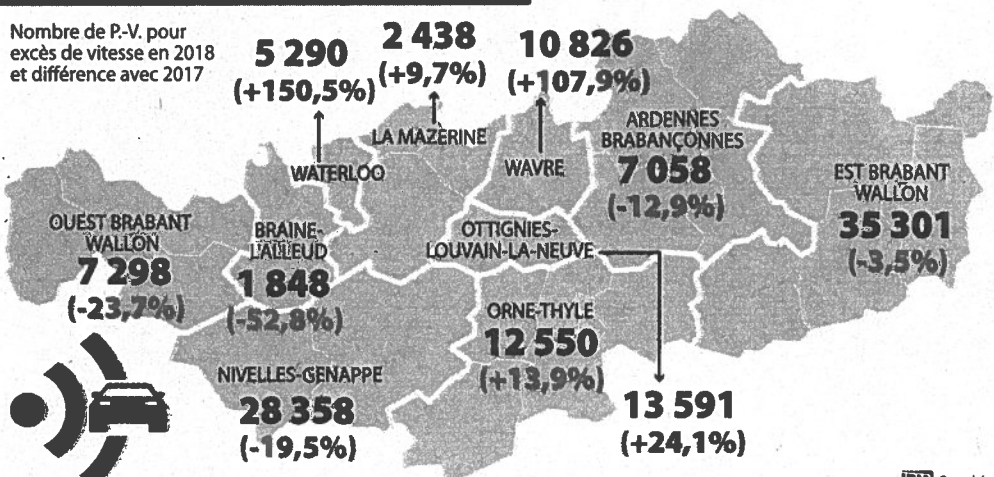 Nombre de P.-V. pour
excès de vitesse en 2018
et différence avec 2017
5 290
(+150,5%)
2 438
(+9,7%)
10 826
(+107,9%)
WATERLOO
LA MAZERINE
WAVRE
ARDENNES
BRABANÇONNES
7 058
(-12,9%)
EST BRABANT
WALLON
35 301
(-3,5%)
OUEST BRABANT
WALLON
7 298
(-23,7%)
BRAINE-
L'ALLEUD
1 848
(-52,8%)
OTTIGNIES-
LOUVAIN-LA-NEUVE
13 591
(+24,1%)
ORNE-THYLE
12 550
(+13,9%)
NIVELLES-GENAPPE
28 358
(-19,5%)